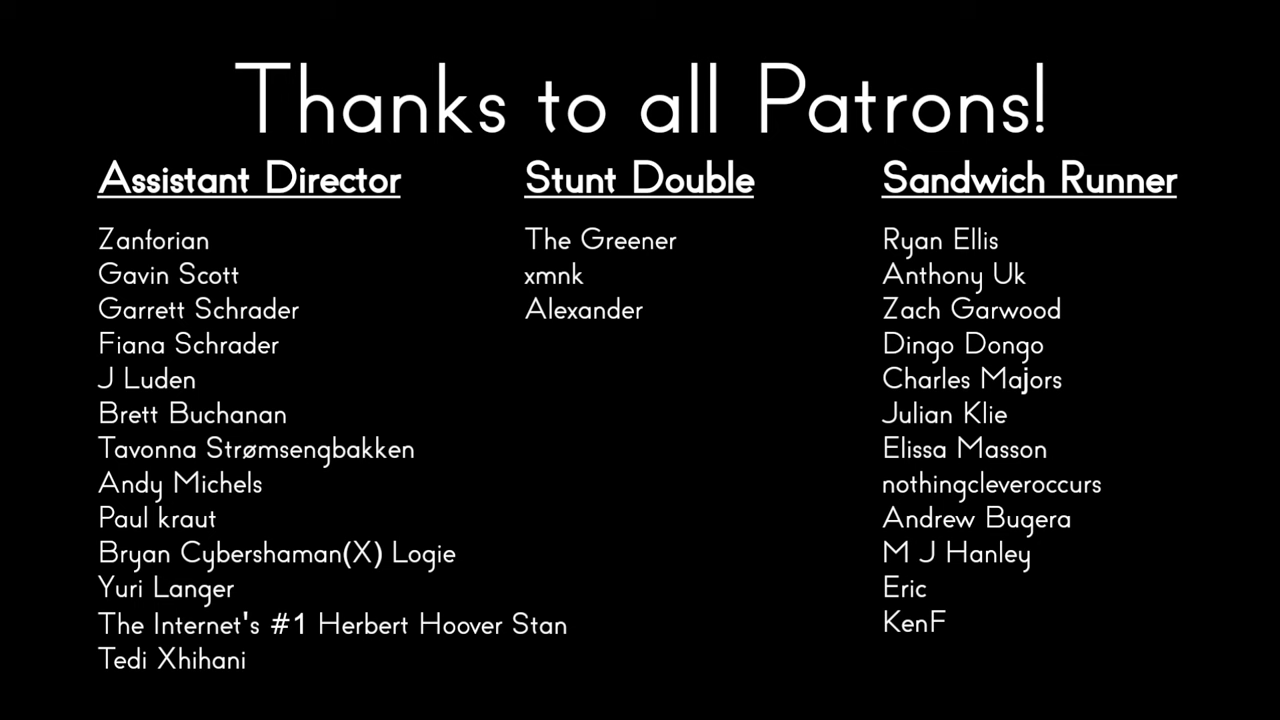 Thanks to all Patrons!
Assistant Director
Zanforian
Gavin Scott
Garrett Schrader
Fiana Schrader
J Luden
Brett Buchanan
Tavonna Strømsengbakken
Andy Michels
Paul kraut
Bryan Cybershaman(X) Logie
Yuri Langer
The Internet's #1 Herbert Hoover Stan
Tedi Xhihani
Stunt Double
The Greener
xmnk
Alexander
Sandwich Runner
Ryan Ellis
Anthony Uk
Zach Garwood
Dingo Dongo
Charles Majors
Julian Klie
Elissa Masson
nothingcleveroccurs
Andrew Bugera
M J Hanley
Eric
KenF